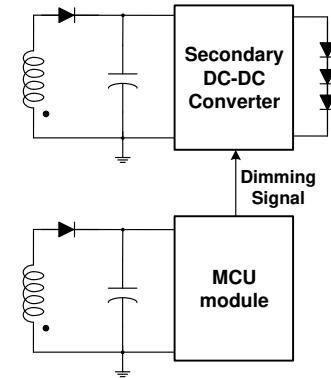 Secondary
DC-DC
Converter
Dimming
Signal
MCU
module